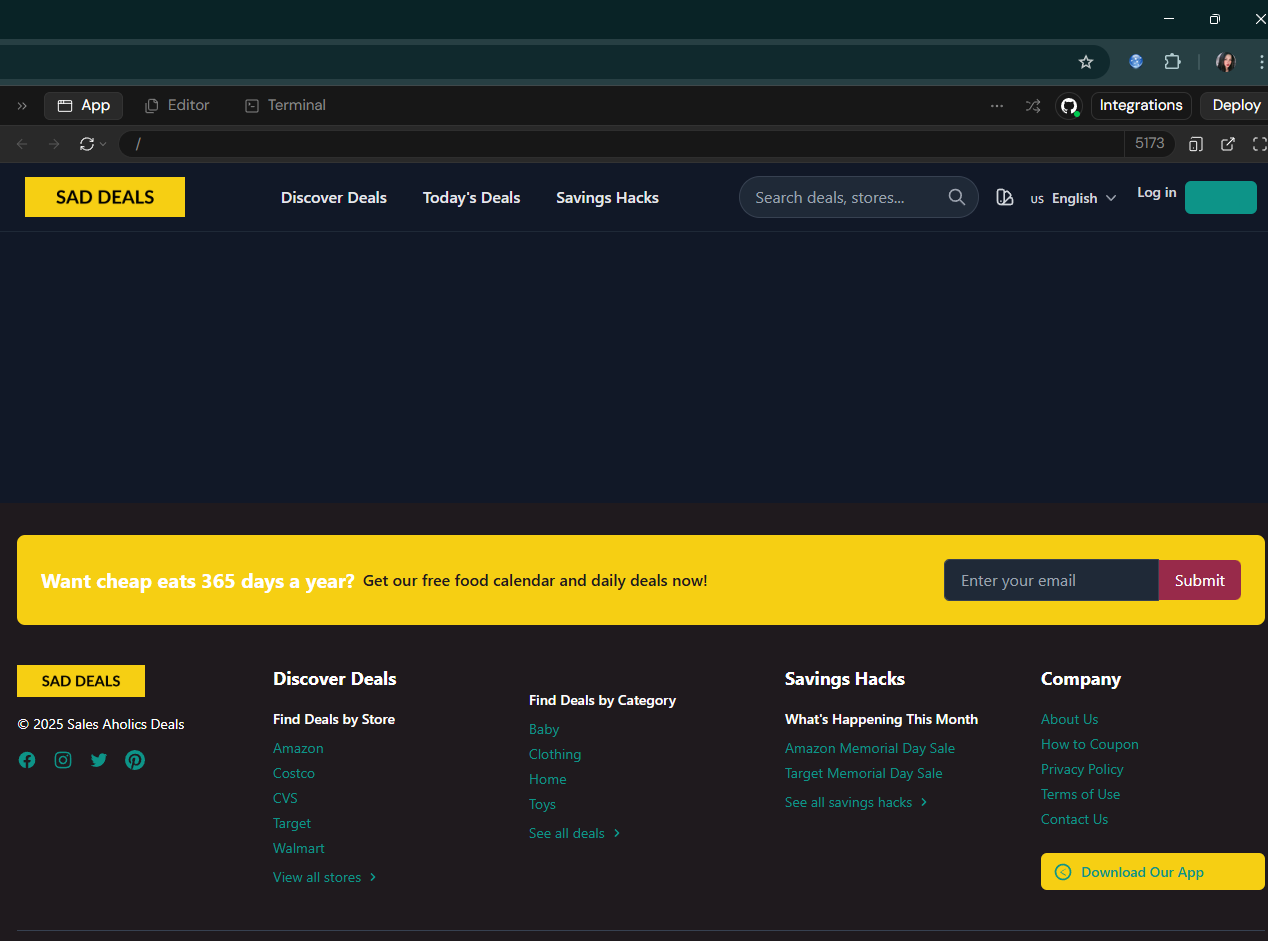 App Editor Terminal Integrations Deploy
/ 5173
SAD DEALS Discover Deals Today's Deals Savings Hacks Search deals, stores... us English Log in
Want cheap eats 365 days a year? Get our free food calendar and daily deals now! Enter your email Submit
SAD DEALS
© 2025 Sales Aholics Deals
Discover Deals
Find Deals by Store
Amazon
Costco
CVS
Target
Walmart
View all stores
Find Deals by Category
Baby
Clothing
Home
Toys
See all deals
Savings Hacks
What's Happening This Month
Amazon Memorial Day Sale
Target Memorial Day Sale
See all savings hacks
Company
About Us
How to Coupon
Privacy Policy
Terms of Use
Contact Us
Download Our App